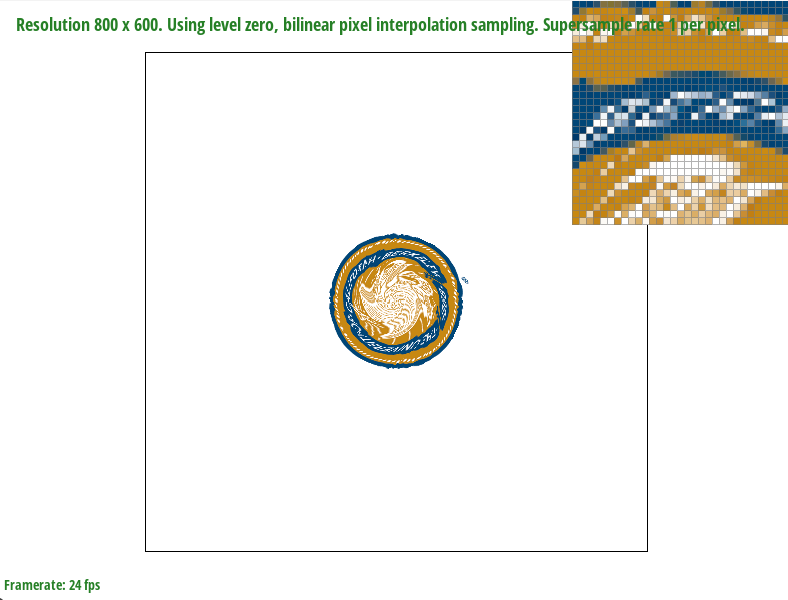 Resolution 800 x 600. Using level zero, bilinear pixel interpolation sampling. Supersample rate 1 per pixel.
Framerate: 24 fps